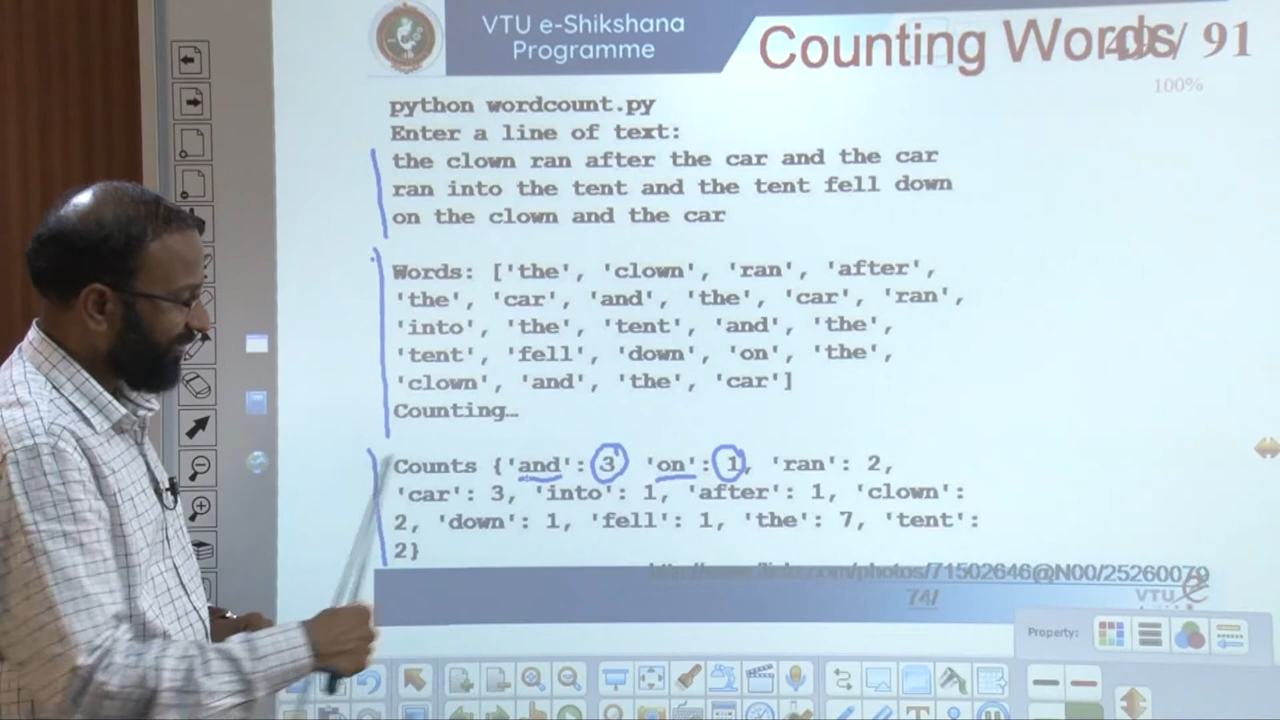 VTU e-Shikshana
Programme
Counting Words
/ 91
100%
python wordcount.py
Enter a line of text:
the clown ran after the car and the car
ran into the tent and the tent fell down
on the clown and the car
Words: ['the', 'clown', 'ran', 'after',
'the', 'car', 'and', 'the', 'car', 'ran',
'into', 'the', 'tent', 'and', 'the',
'tent', 'fell', 'down', 'on', 'the',
'clown', 'and', 'the', 'car']
Counting…
Counts {'and': 3 'on': 1, 'ran': 2,
'car': 3, 'into': 1, 'after': 1, 'clown':
2, 'down': 1, 'fell': 1, 'the': 7, 'tent':
2}
VTU
Property: